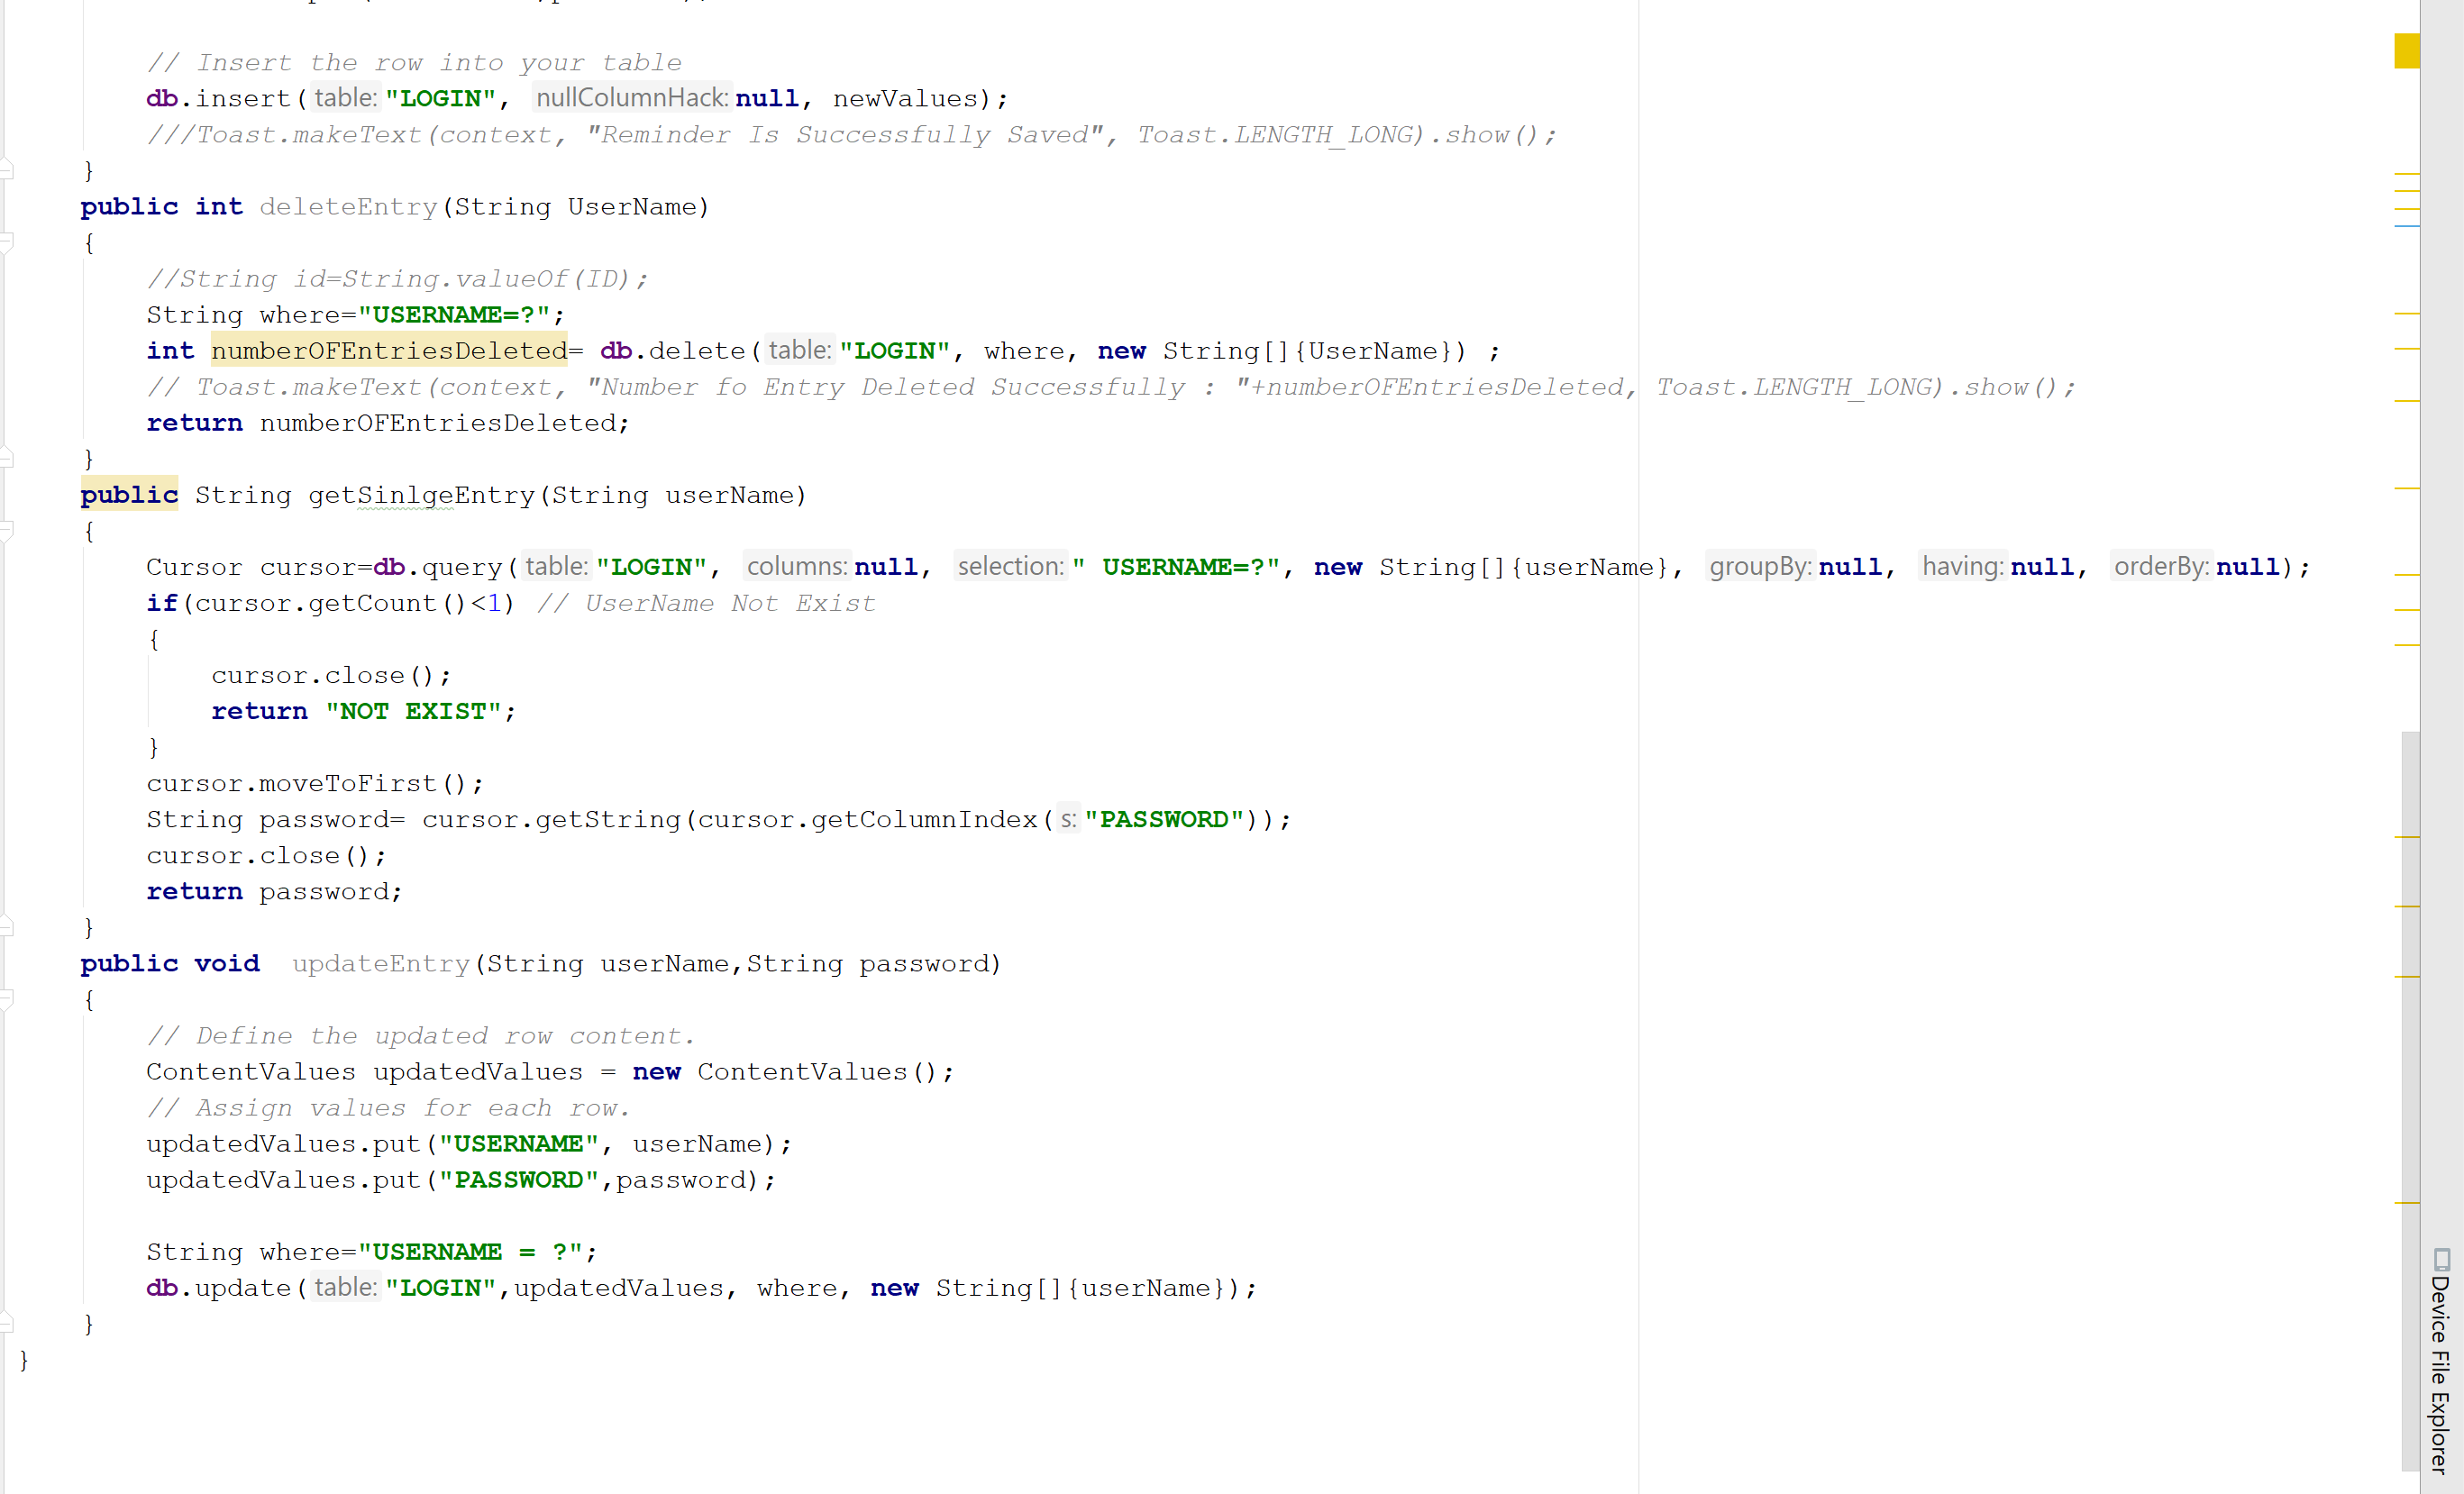 // Insert the row into your table
db.insert( table: "LOGIN", nullColumnHack: null, newValues);
///Toast.makeText(context, "Reminder Is Successfully Saved", Toast.LENGTH_LONG).show();
}
public int deleteEntry(String UserName)
{
//String id=String.valueOf(ID);
String where="USERNAME=?";
int numberOFEntriesDeleted= db.delete( table: "LOGIN", where, new String[]{UserName}) ;
// Toast.makeText(context, "Number fo Entry Deleted Successfully : "+numberOFEntriesDeleted, Toast.LENGTH_LONG).show();
return numberOFEntriesDeleted;
}
public String getSinlgeEntry(String userName)
{
Cursor cursor=db.query( table: "LOGIN", columns: null, selection: " USERNAME=?", new String[]{userName}, groupBy: null, having: null, orderBy: null);
if(cursor.getCount()<1) // UserName Not Exist
{
cursor.close();
return "NOT EXIST";
}
cursor.moveToFirst();
String password= cursor.getString(cursor.getColumnIndex( s: "PASSWORD"));
cursor.close();
return password;
}
public void  updateEntry(String userName,String password)
{
// Define the updated row content.
ContentValues updatedValues = new ContentValues();
// Assign values for each row.
updatedValues.put("USERNAME", userName);
updatedValues.put("PASSWORD",password);
String where="USERNAME = ?";
db.update( table: "LOGIN",updatedValues, where, new String[]{userName});
}
}
Device File Explorer